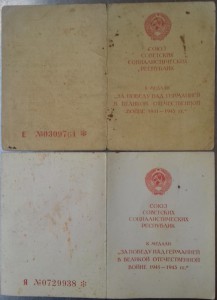 СОЮЗ
СОВЕТСКИХ
СОЦИАЛИСТИЧЕСКИХ
РЕСПУБЛИК
К МЕДАЛИ
„ЗА ПОБЕДУ НАД ГЕРМАНИЕЙ
В ВЕЛИКОЙ ОТЕЧЕСТВЕННОЙ
ВОЙНЕ 1941—1945 гг."
СОЮЗ
СОВЕТСКИХ
СОЦИАЛИСТИЧЕСКИХ
РЕСПУБЛИК
К МЕДАЛИ
„ЗА ПОБЕДУ НАД ГЕРМАНИЕЙ
В ВЕЛИКОЙ ОТЕЧЕСТВЕННОЙ
ВОЙНЕ 1941—1945 гг."
Я №0729938